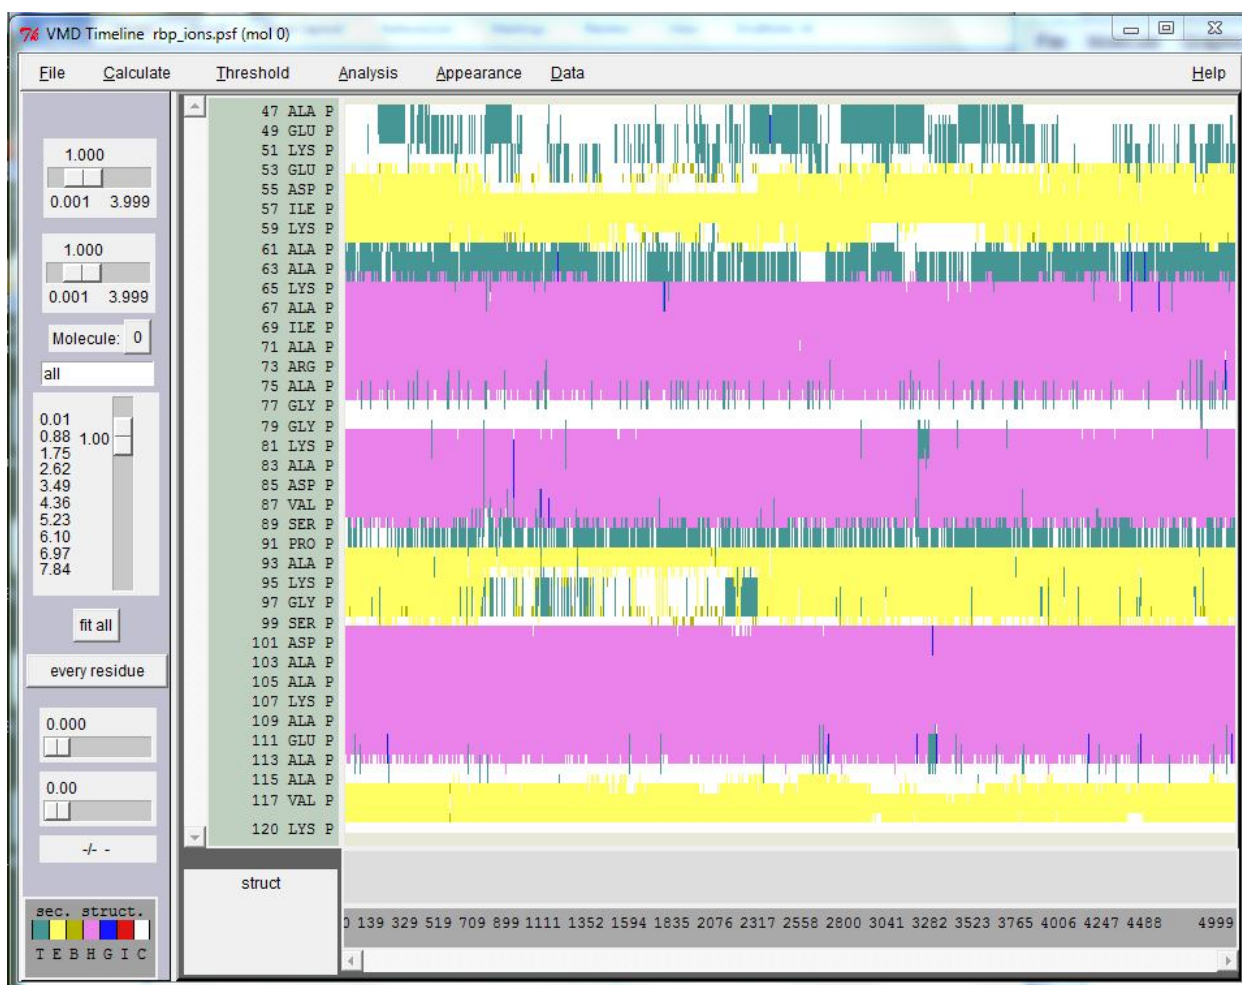 VMD Timeline rbp_ions.psf (mol 0)
File Calculate Threshold Analysis Appearance Data Help
1.000
0.001 3.999
1.000
0.001 3.999
Molecule: 0
all
0.01
0.88 1.00
1.75
2.62
3.49
4.36
5.23
6.10
6.97
7.84
fit all
every residue
0.000
0.00
-/- -
sec. struct.
T E B H G I C
47 ALA P
49 GLU P
51 LYS P
53 GLU P
55 ASP P
57 ILE P
59 LYS P
61 ALA P
63 ALA P
65 LYS P
67 ALA P
69 ILE P
71 ALA P
73 ARG P
75 ALA P
77 GLY P
79 GLY P
81 LYS P
83 ALA P
85 ASP P
87 VAL P
89 SER P
91 PRO P
93 ALA P
95 LYS P
97 GLY P
99 SER P
101 ASP P
103 ALA P
105 ALA P
107 LYS P
109 ALA P
111 GLU P
113 ALA P
115 ALA P
117 VAL P
120 LYS P
struct
0 139 329 519 709 899 1111 1352 1594 1835 2076 2317 2558 2800 3041 3282 3523 3765 4006 4247 4488 4999